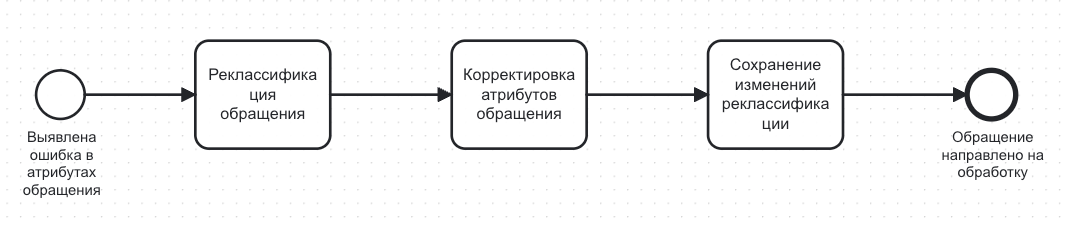 Выявлена
ошибка в
атрибутах
обращения
Реклассифика
ция
обращения
Корректировка
атрибутов
обращения
Сохранение
изменений
реклассифика
ции
Обращение
направлено на
обработку